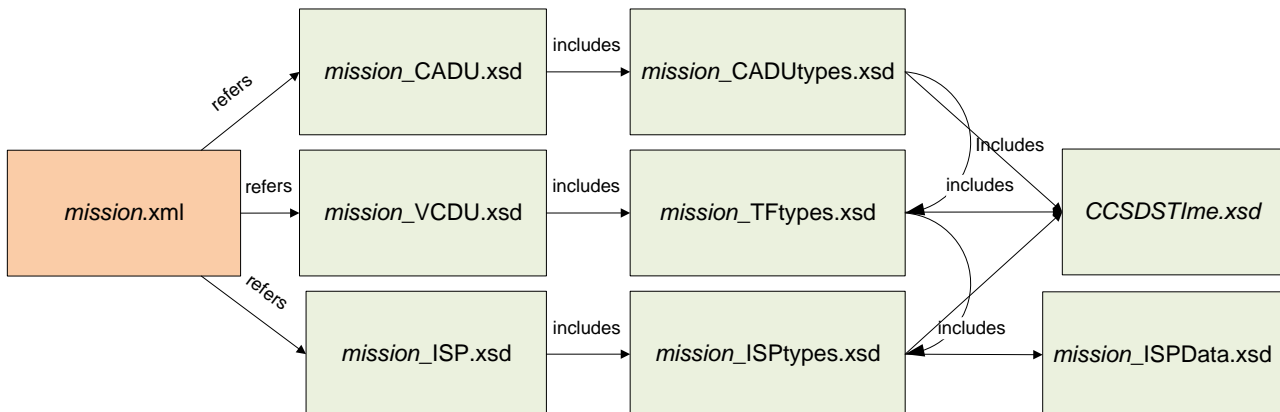 mission_CADU.xsd
includes
mission_CADUtypes.xsd
refers
Includes
mission.xml
refers
mission_VCDU.xsd
includes
mission_TFtypes.xsd
includes
CCSDSTIme.xsd
refers
mission_ISP.xsd
includes
mission_ISPtypes.xsd
includes
mission_ISPData.xsd